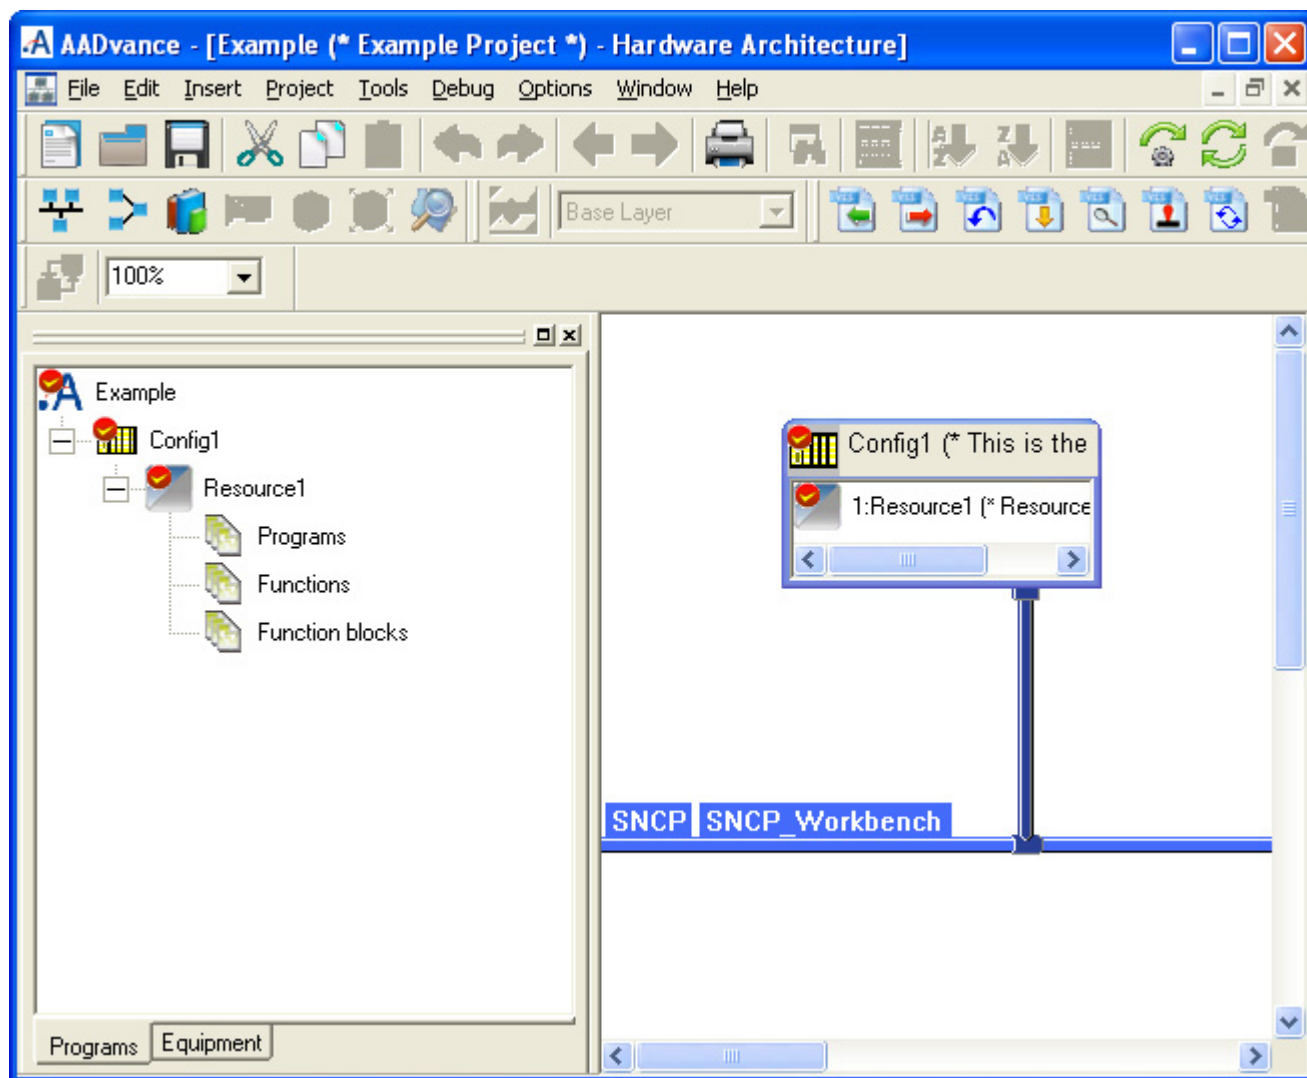 AADvance - [Example (* Example Project *) - Hardware Architecture]
File Edit Insert Project Tools Debug Options Window Help
Base Layer
100%
Example
Config1
Resource1
Programs
Functions
Function blocks
Config1 (* This is the
1:Resource1 (* Resource
SNCP SNCP_Workbench
Programs Equipment